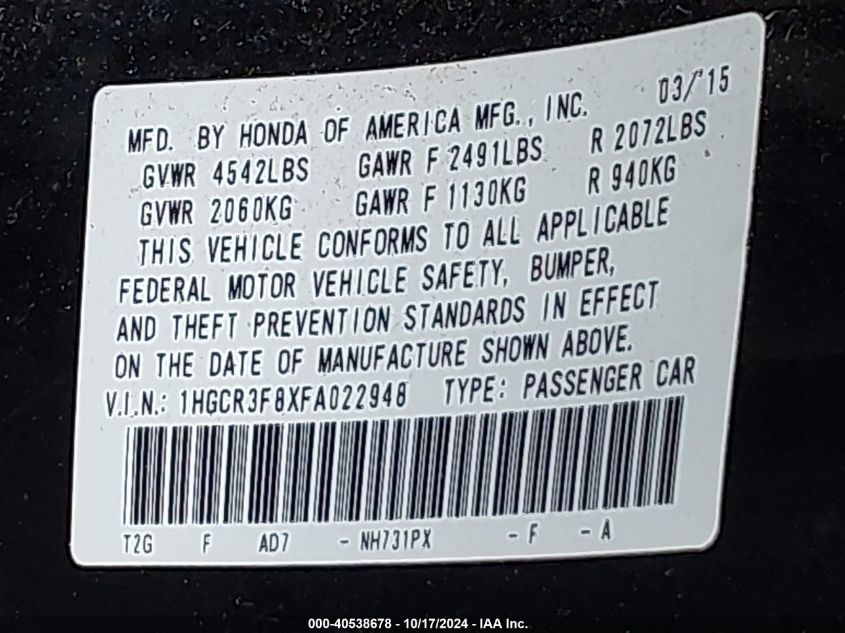 03/'15
MFD. BY HONDA OF AMERICA MFG., INC.
GVWR 4542LBS GAWR F 2491LBS R 2072LBS
GVWR 2060KG GAWR F 1130KG R 940KG
THIS VEHICLE CONFORMS TO ALL APPLICABLE
FEDERAL MOTOR VEHICLE SAFETY, BUMPER,
AND THEFT PREVENTION STANDARDS IN EFFECT
ON THE DATE OF MANUFACTURE SHOWN ABOVE.
V.I.N.: 1HGCR3F8XFA022948 TYPE: PASSENGER CAR
T2G F AD7 - NH731PX - F - A
000-40538678 - 10/17/2024 - IAA Inc.